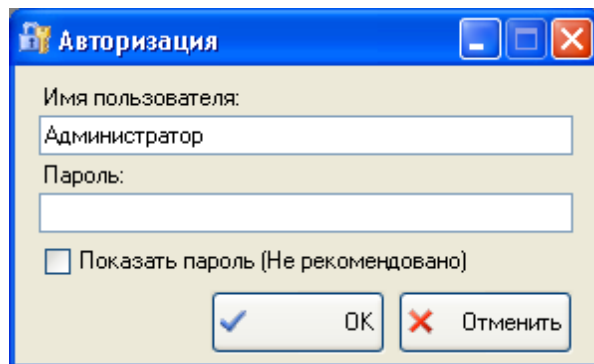 Авторизация
Имя пользователя:
Администратор
Пароль:
Показать пароль (Не рекомендовано)
OK
Отменить